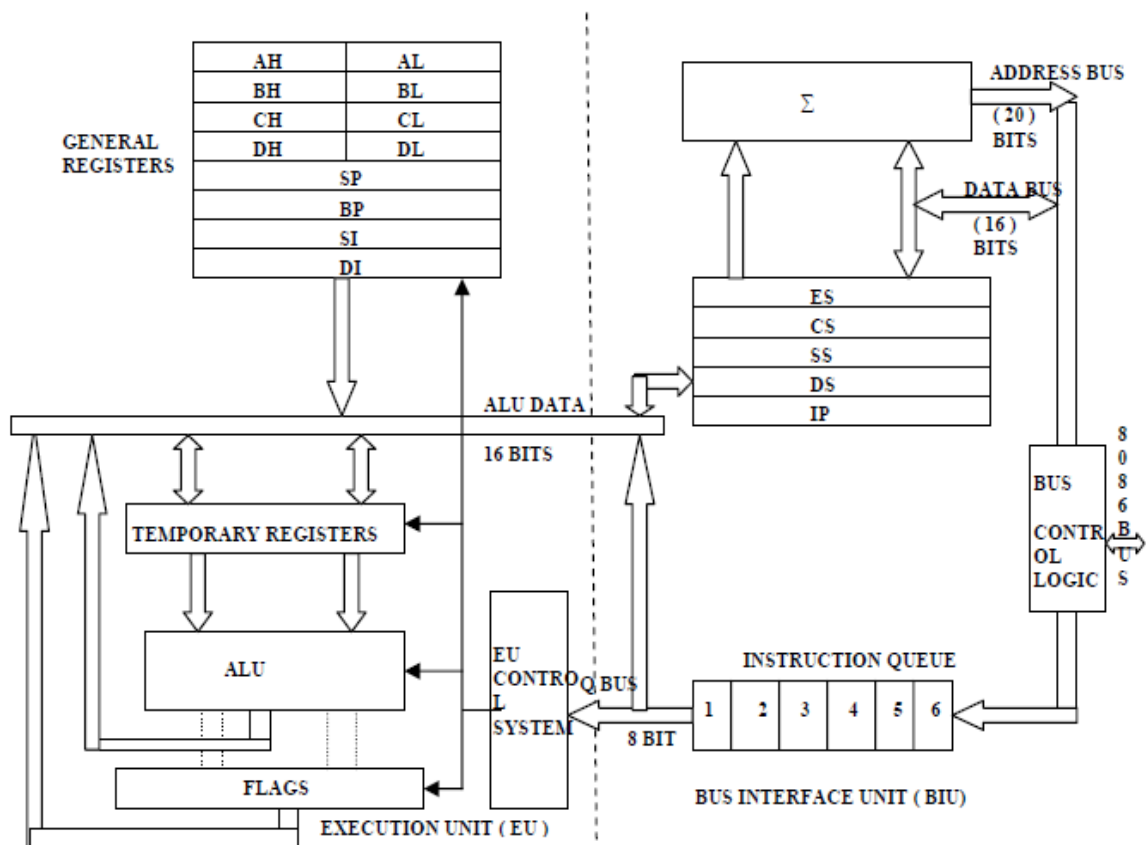 GENERAL
REGISTERS
AH AL
BH BL
CH CL
DH DL
SP
BP
SI
DI
ALU DATA
16 BITS
TEMPORARY REGISTERS
ALU
FLAGS
EU
CONTRO
L
SYSTEM
EXECUTION UNIT ( EU )
Σ
ADDRESS BUS
( 20 )
BITS
DATA BUS
( 16 )
BITS
ES
CS
SS
DS
IP
BUS
CONTR
OL
LOGIC
8
0
8
6
B
U
S
Q BUS
8 BIT
INSTRUCTION QUEUE
1 2 3 4 5 6
BUS INTERFACE UNIT ( BIU)